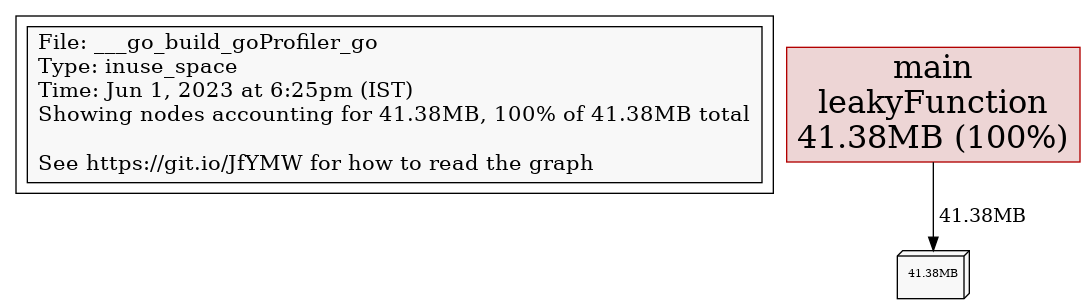 File: ___go_build_goProfiler_go
Type: inuse_space
Time: Jun 1, 2023 at 6:25pm (IST)
Showing nodes accounting for 41.38MB, 100% of 41.38MB total
See https://git.io/JfYMW for how to read the graph
main
leakyFunction
41.38MB (100%)
41.38MB
41.38MB